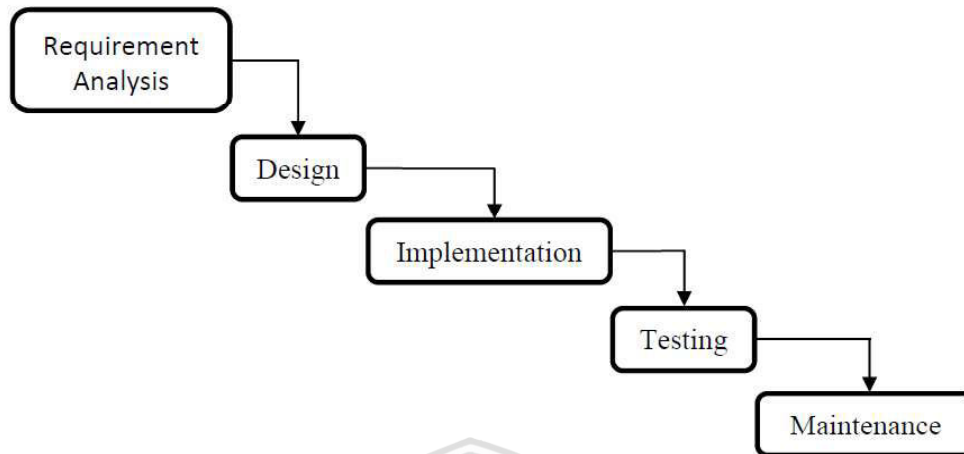 Requirement
Analysis
Design
Implementation
Testing
Maintenance